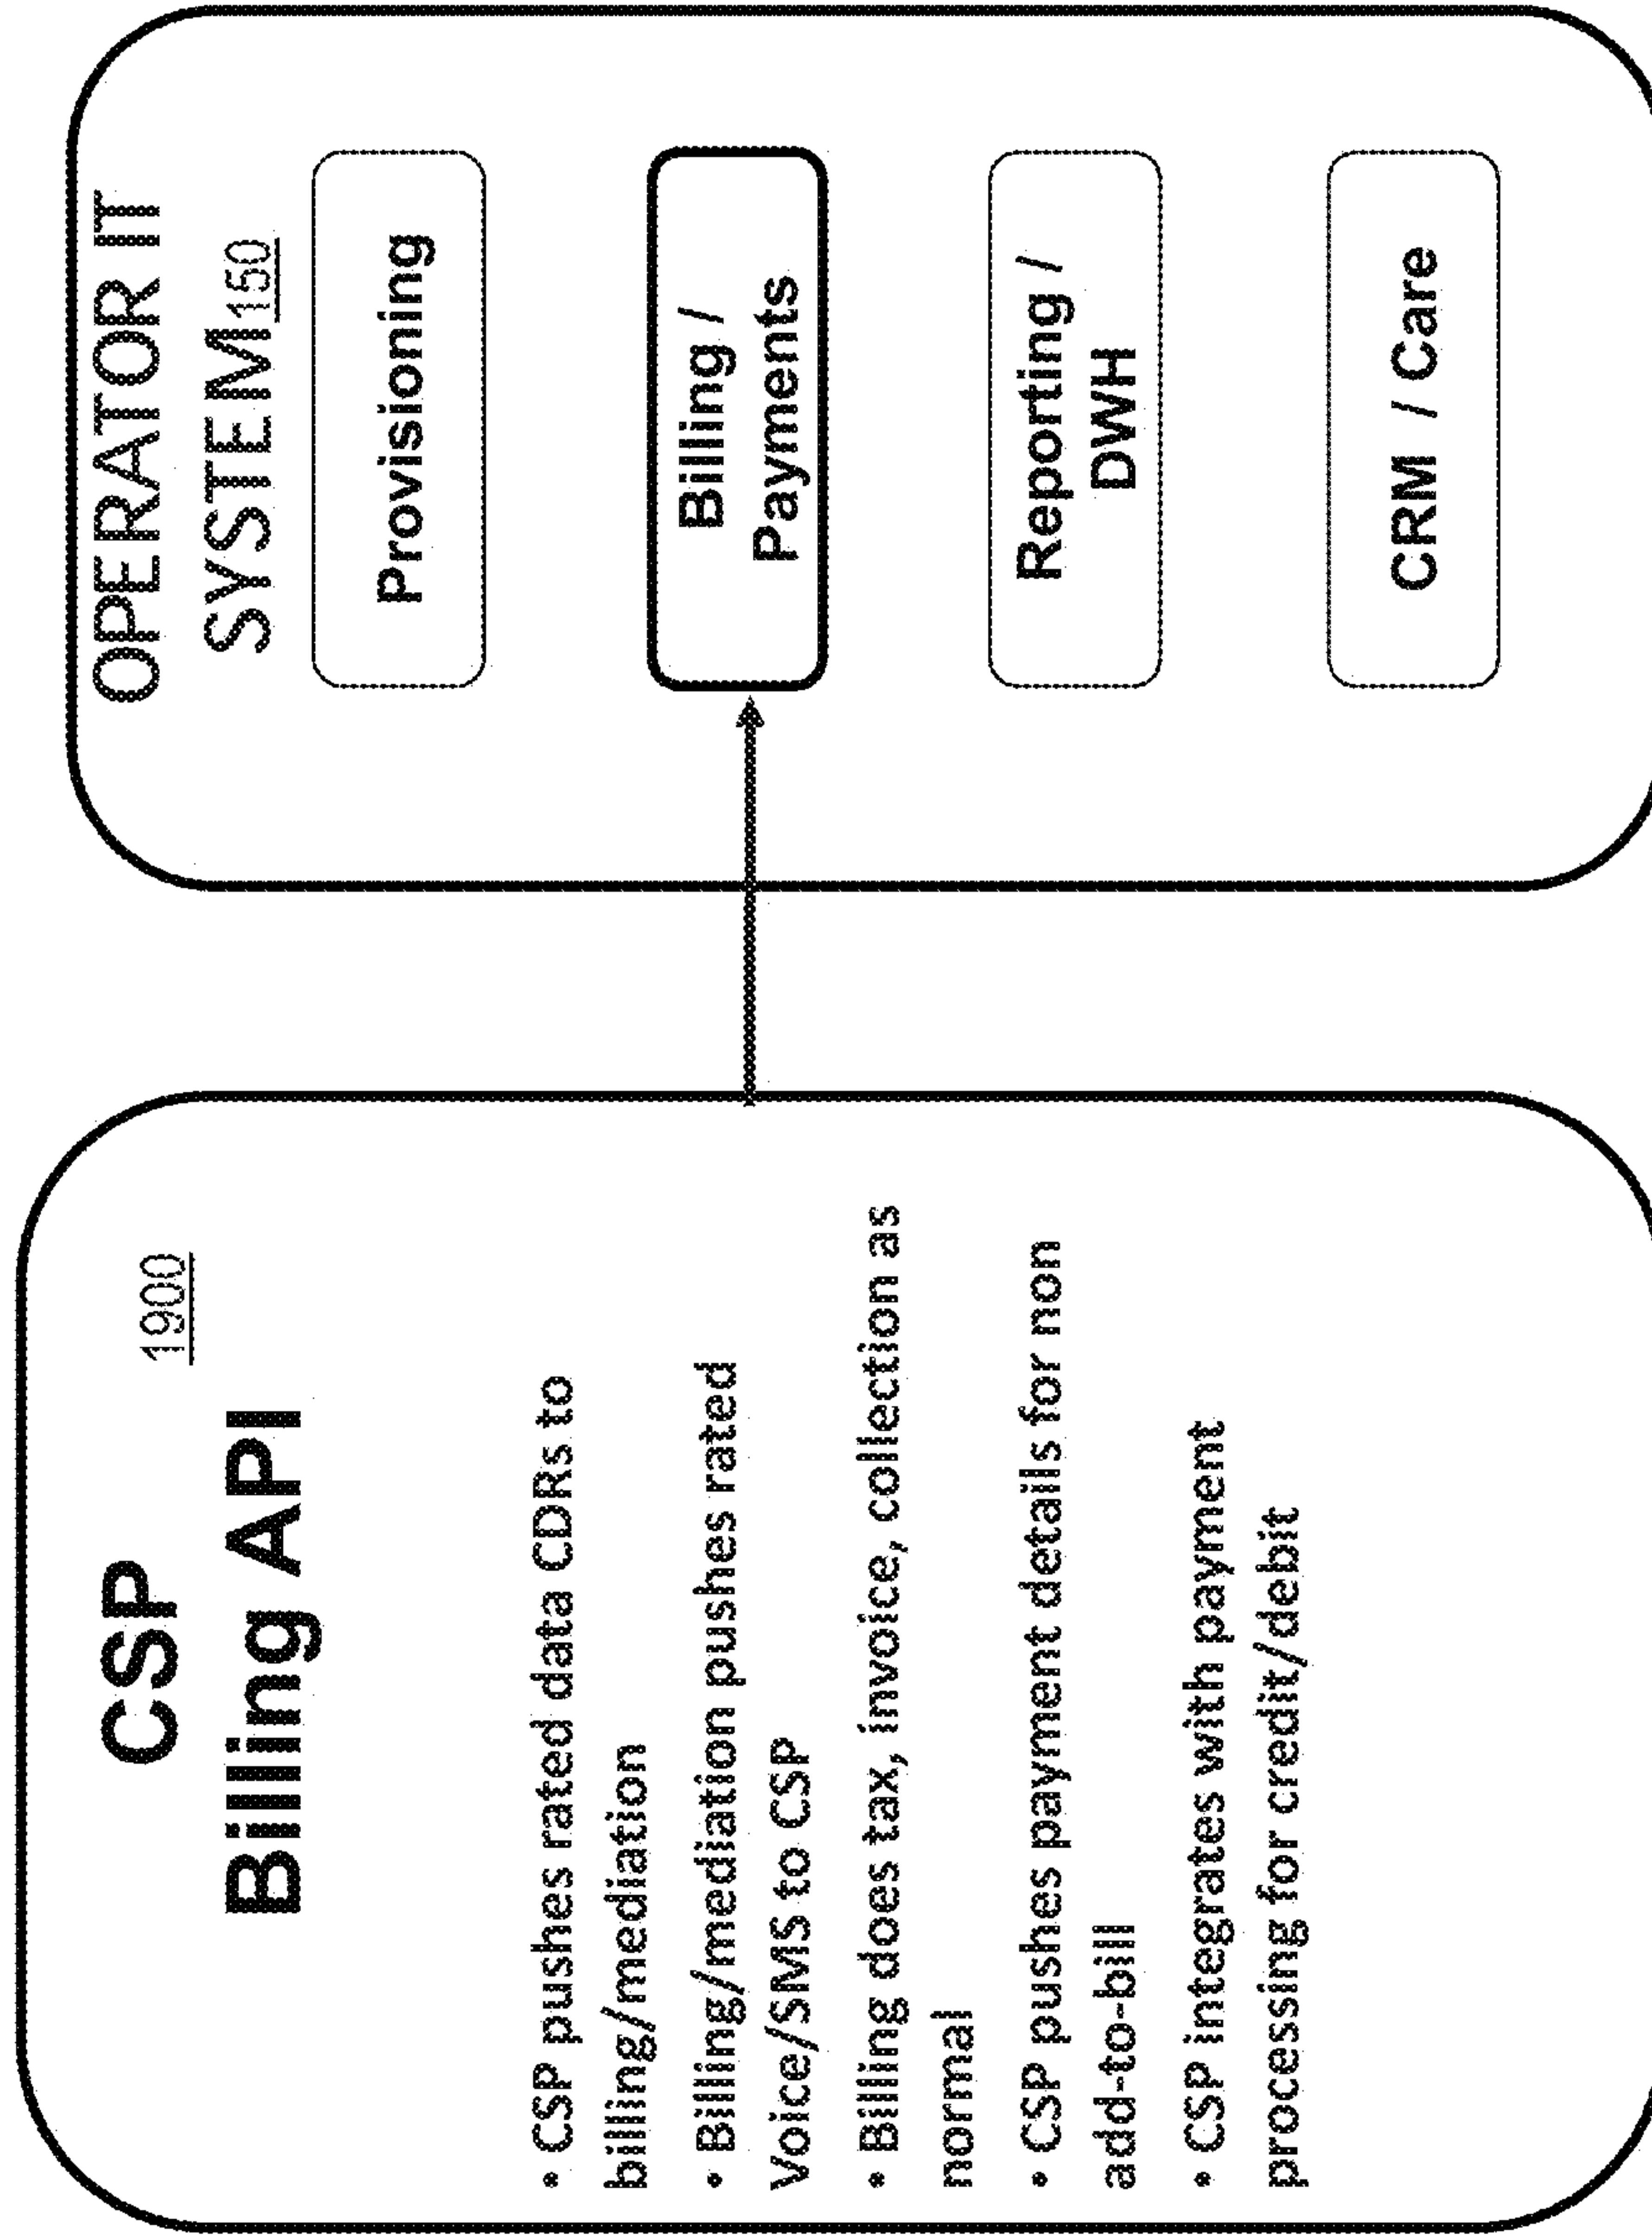 CSP
1900
Billing API
• CSP pushes rated data CDRs to
billing/mediation
• Billing/mediation pushes rated
Voice/SMS to CSP
• Billing does tax, invoice, collection as
normal
• CSP pushes payment details for non
add-to-bill
• CSP integrates with payment
processing for credit/debit
OPERATOR IT
SYSTEM 150
Provisioning
Billing /
Payments
Reporting /
DWH
CRM / Care